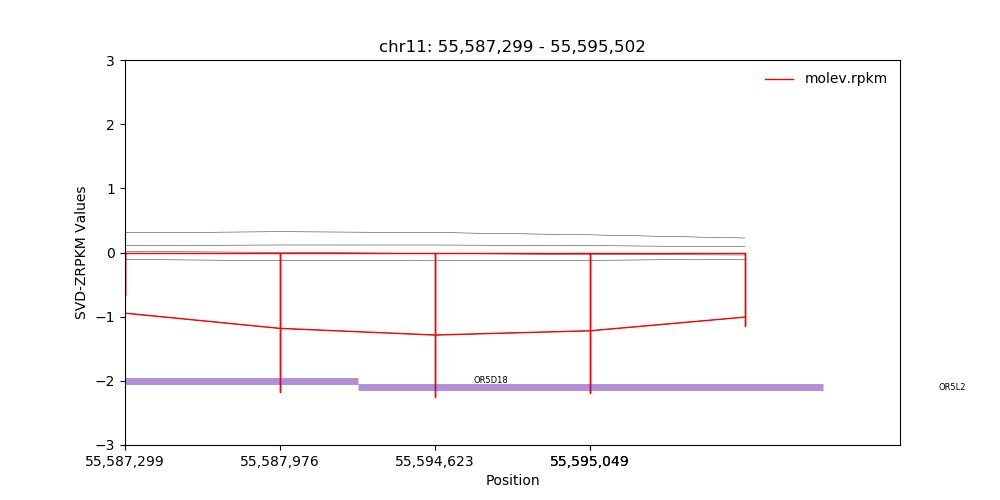 chr11: 55,587,299 - 55,595,502
molev.rpkm
SVD-ZRPKM Values
3
2
1
0
−1
−2
−3
OR5D18
OR5L2
55,587,299
55,587,976
55,594,623
55,595,049
Position